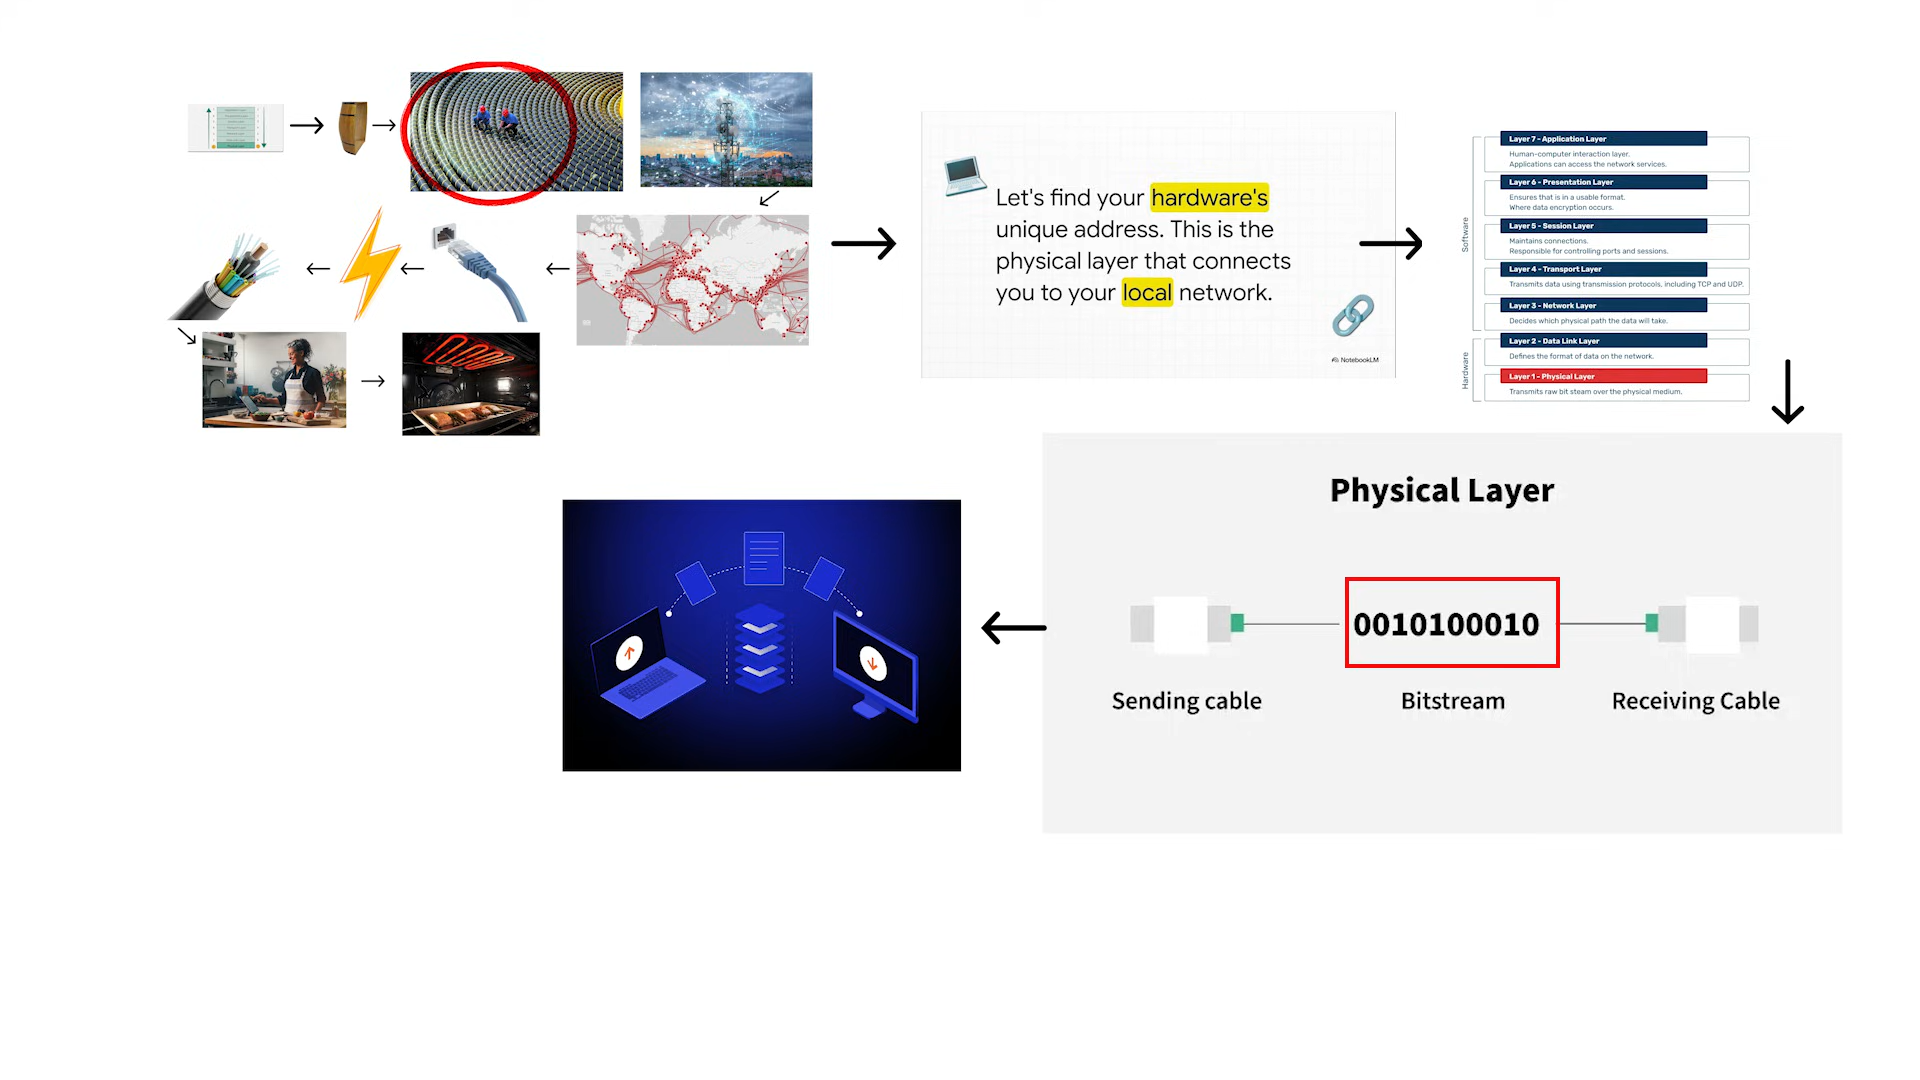 Let's find your hardware's
unique address. This is the
physical layer that connects
you to your local network.
NotebookLM
Software
Hardware
Layer 7 - Application Layer
Human-computer interaction layer.
Applications can access the network services.
Layer 6 - Presentation Layer
Ensures that is in a usable format.
Where data encryption occurs.
Layer 5 - Session Layer
Maintains connections.
Responsible for controlling ports and sessions.
Layer 4 - Transport Layer
Transmits data using transmission protocols, including TCP and UDP.
Layer 3 - Network Layer
Decides which physical path the data will take.
Layer 2 - Data Link Layer
Defines the format of data on the network.
Layer 1 - Physical Layer
Transmits raw bit steam over the physical medium.
Physical Layer
0010100010
Sending cable
Bitstream
Receiving Cable